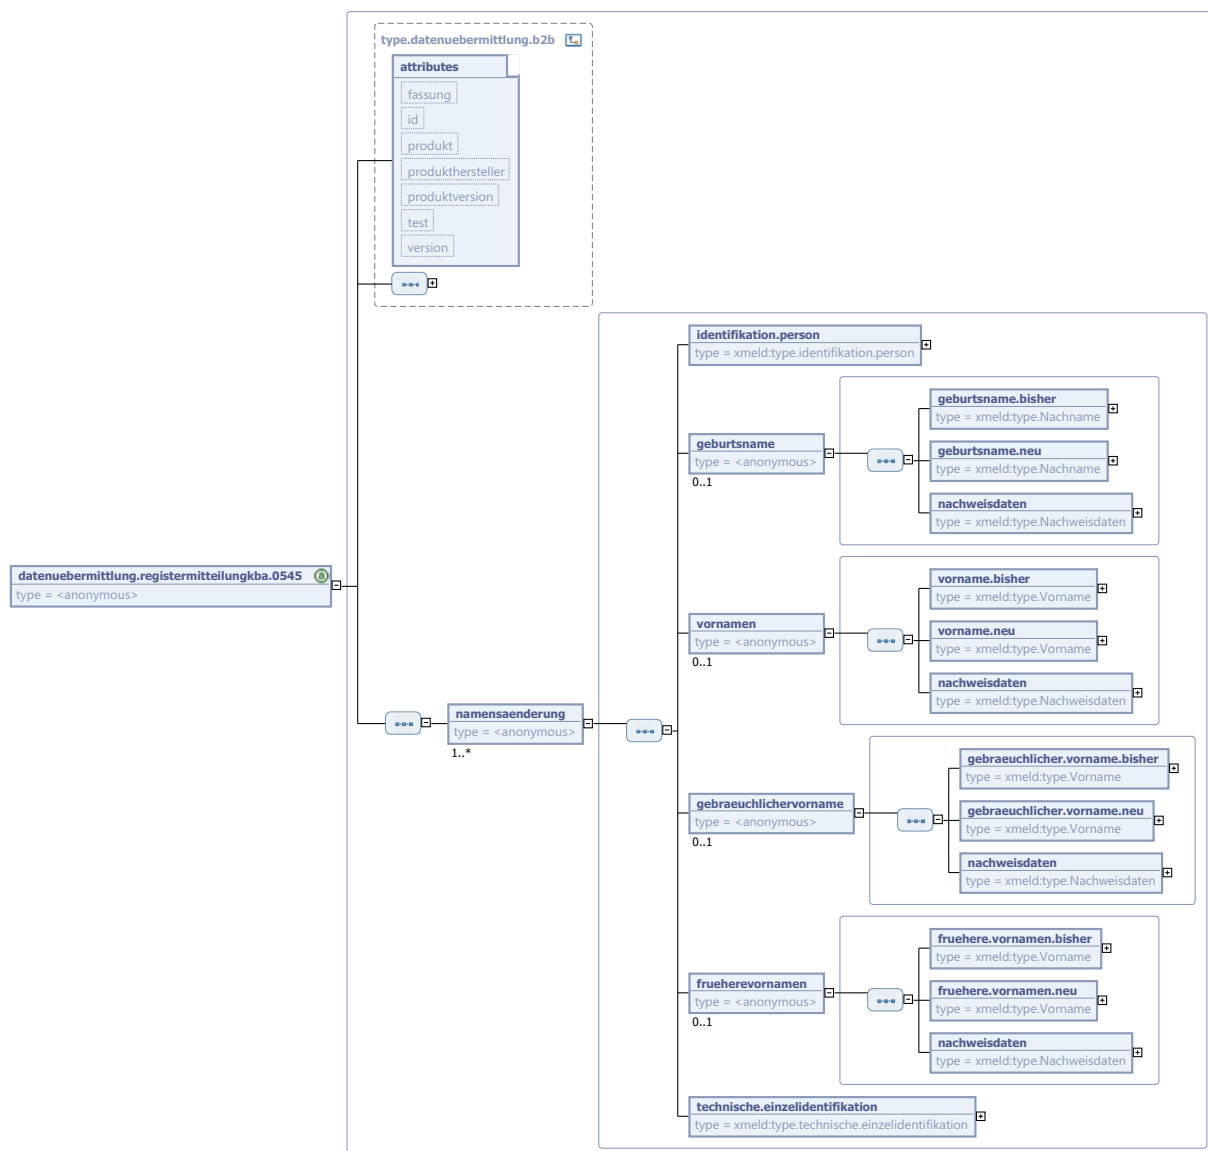 type.datenuebermittlung.b2b
attributes
fassung
id
produkt
produkthersteller
produktversion
test
version
identifikation.person
type = xmeld:type.identifikation.person
geburtsname.bisher
type = xmeld:type.Nachname
geburtsname
type = <anonymous>
0..1
geburtsname.neu
type = xmeld:type.Nachname
nachweisdaten
type = xmeld:type.Nachweisdaten
datenuebermittlung.registermitteilungkba.0545
a
type = <anonymous>
vorname.bisher
type = xmeld:type.Vorname
vornamen
type = <anonymous>
0..1
vorname.neu
type = xmeld:type.Vorname
nachweisdaten
type = xmeld:type.Nachweisdaten
namensaenderung
type = <anonymous>
1..*
gebraeuchlicher.vorname.bisher
type = xmeld:type.Vorname
gebraeuchlichervorname
type = <anonymous>
0..1
gebraeuchlicher.vorname.neu
type = xmeld:type.Vorname
nachweisdaten
type = xmeld:type.Nachweisdaten
fruehere.vornamen.bisher
type = xmeld:type.Vorname
frueherevornamen
type = <anonymous>
0..1
fruehere.vornamen.neu
type = xmeld:type.Vorname
nachweisdaten
type = xmeld:type.Nachweisdaten
technische.einzelidentifikation
type = xmeld:type.technische.einzelidentifikation